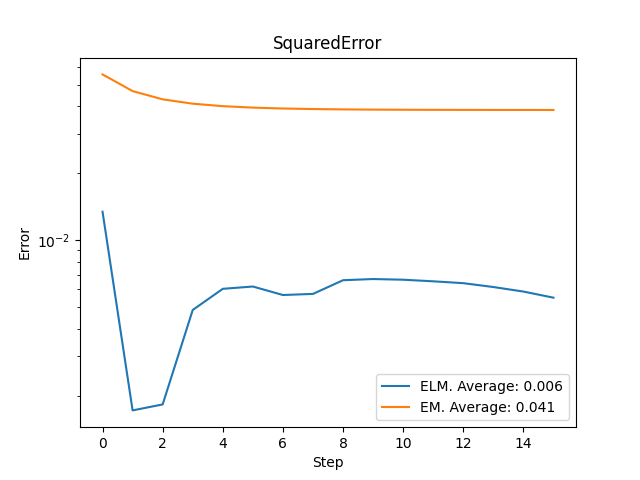 SquaredError
Error
10⁻²
0 2 4 6 8 10 12 14
Step
ELM. Average: 0.006
EM. Average: 0.041